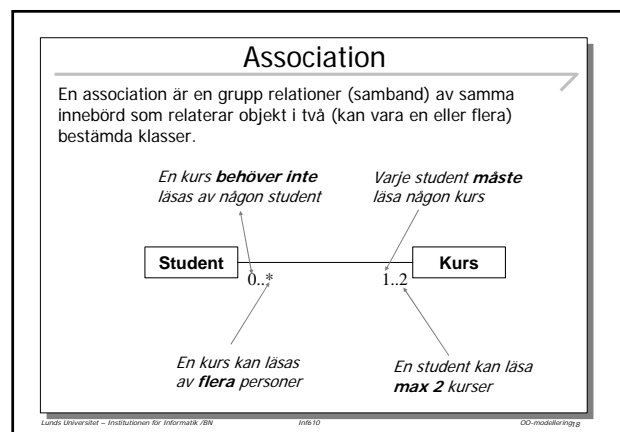 Association
En association är en grupp relationer (samband) av samma
innebörd som relaterar objekt i två (kan vara en eller flera)
bestämda klasser.
En kurs behöver inte
läsas av någon student
Varje student måste
läsa någon kurs
Student
Kurs
0..*
1..2
En kurs kan läsas
av flera personer
En student kan läsa
max 2 kurser
Lunds Universitet – Institutionen för Informatik /BN
Inf610
OO-modellering18